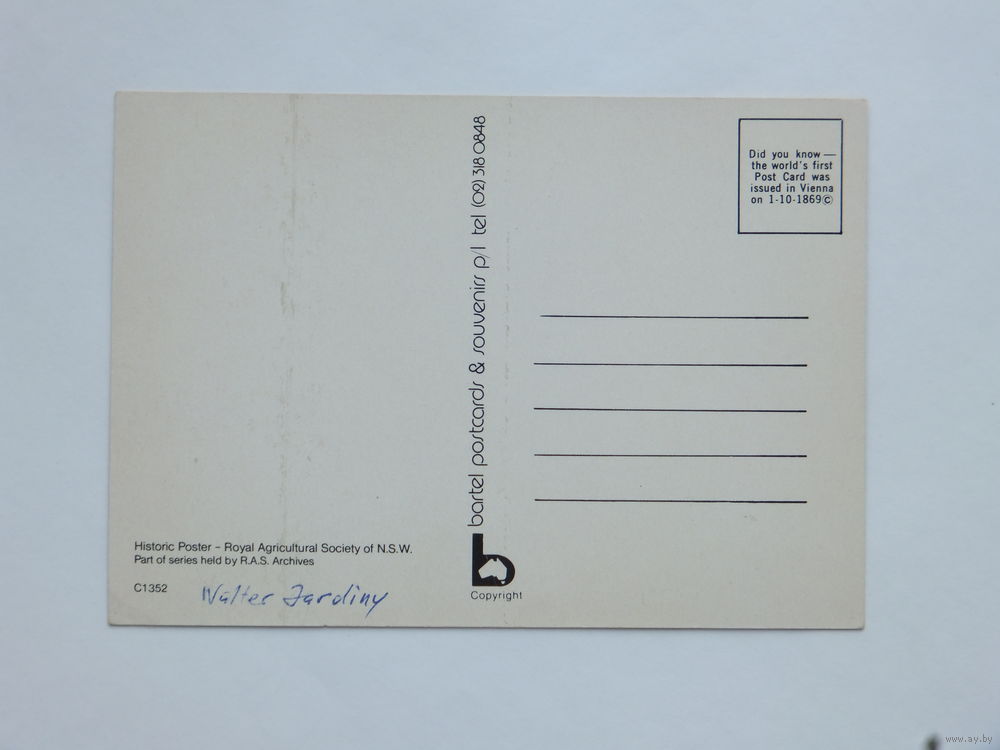 Did you know —
the world's first
Post Card was
issued in Vienna
on 1-10-1869©
bartel postcards & souvenirs p/l tel (02) 318 0848
b
Copyright
Historic Poster – Royal Agricultural Society of N.S.W.
Part of series held by R.A.S. Archives
C1352
Walter Jardiny
www.ay.by